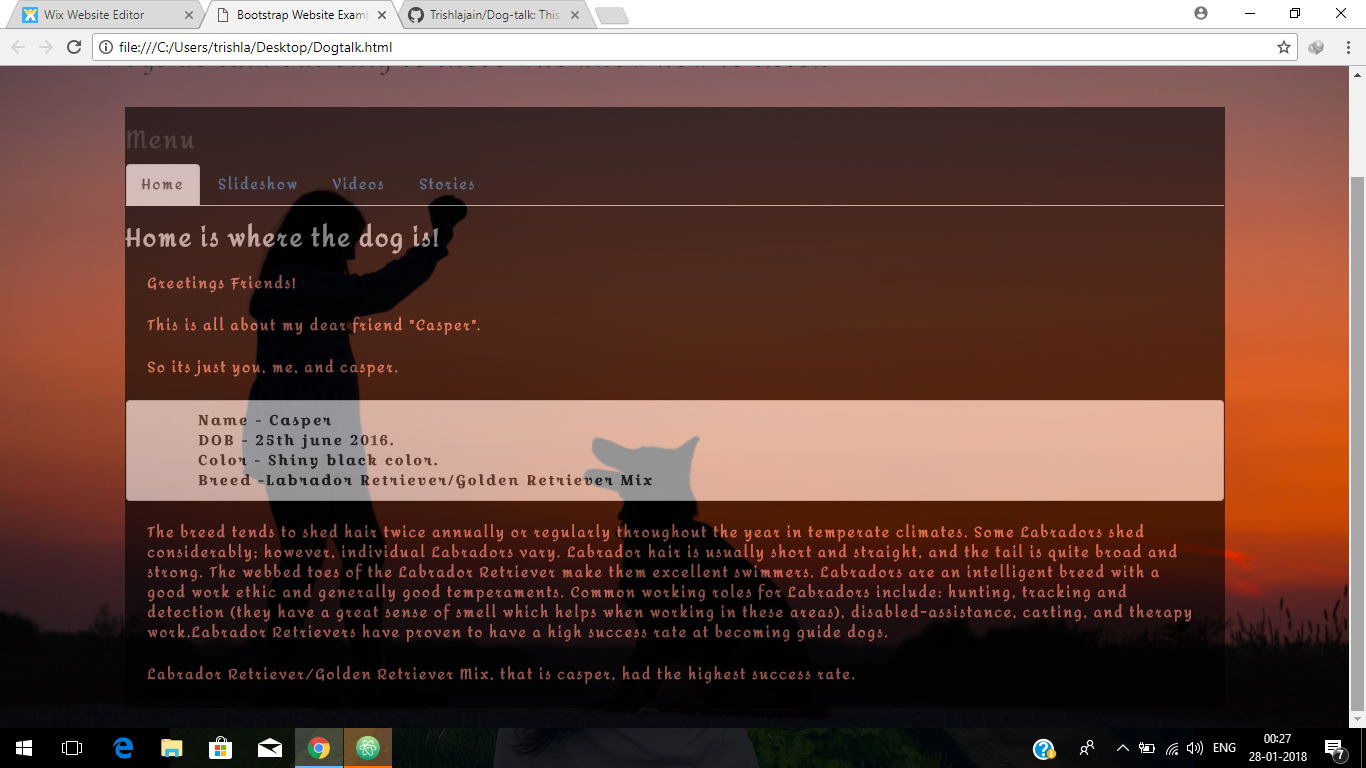 Wix Website Editor
Bootstrap Website Exam
Trishlajain/Dog-talk: This
file:///C:/Users/trishla/Desktop/Dogtalk.html
Menu
Home Slideshow Videos Stories
Home is where the dog is!
Greetings Friends!
This is all about my dear friend "Casper".
So its just you, me, and casper.
Name - Casper
DOB - 25th june 2016.
Color - Shiny black color.
Breed -Labrador Retriever/Golden Retriever Mix
The breed tends to shed hair twice annually or regularly throughout the year in temperate climates. Some Labradors shed
considerably; however, individual Labradors vary. Labrador hair is usually short and straight, and the tail is quite broad and
strong. The webbed toes of the Labrador Retriever make them excellent swimmers. Labradors are an intelligent breed with a
good work ethic and generally good temperaments. Common working roles for Labradors include: hunting, tracking and
detection (they have a great sense of smell which helps when working in these areas), disabled-assistance, carting, and therapy
work.Labrador Retrievers have proven to have a high success rate at becoming guide dogs.
Labrador Retriever/Golden Retriever Mix, that is casper, had the highest success rate.
ENG
00:27
28-01-2018
7